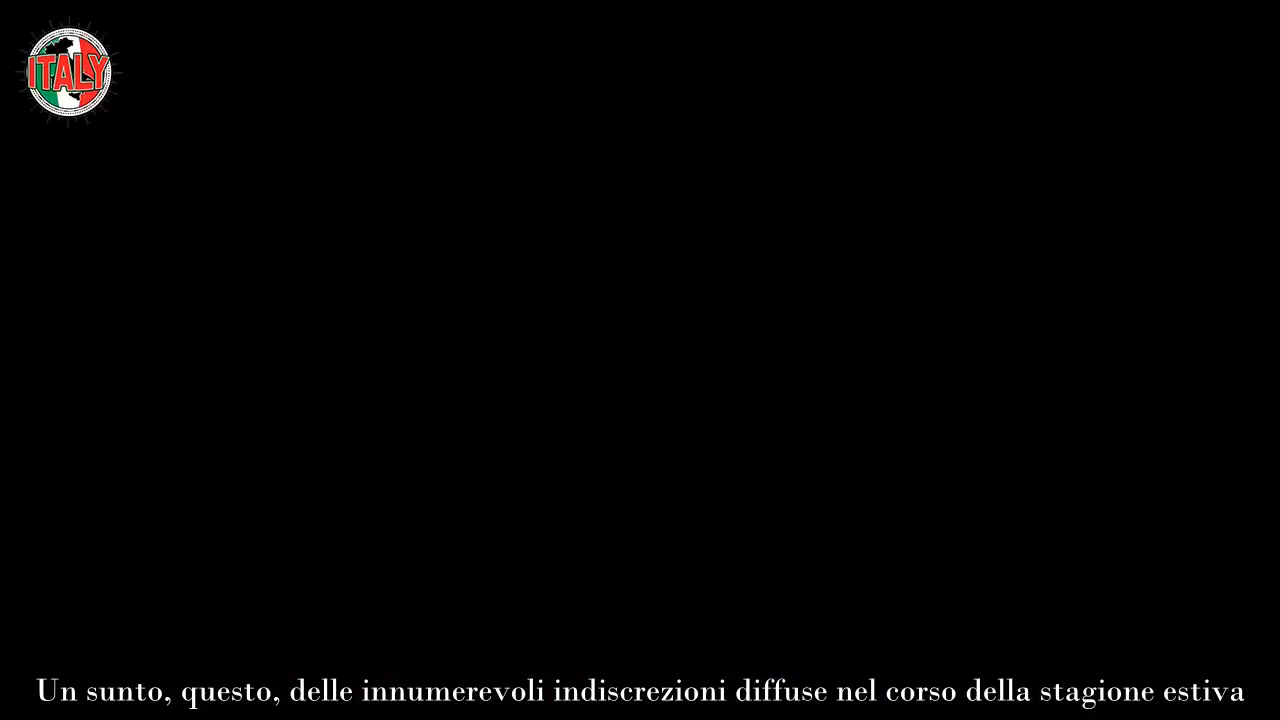 ITALY
Un sunto, questo, delle innumerevoli indiscrezioni diffuse nel corso della stagione estiva